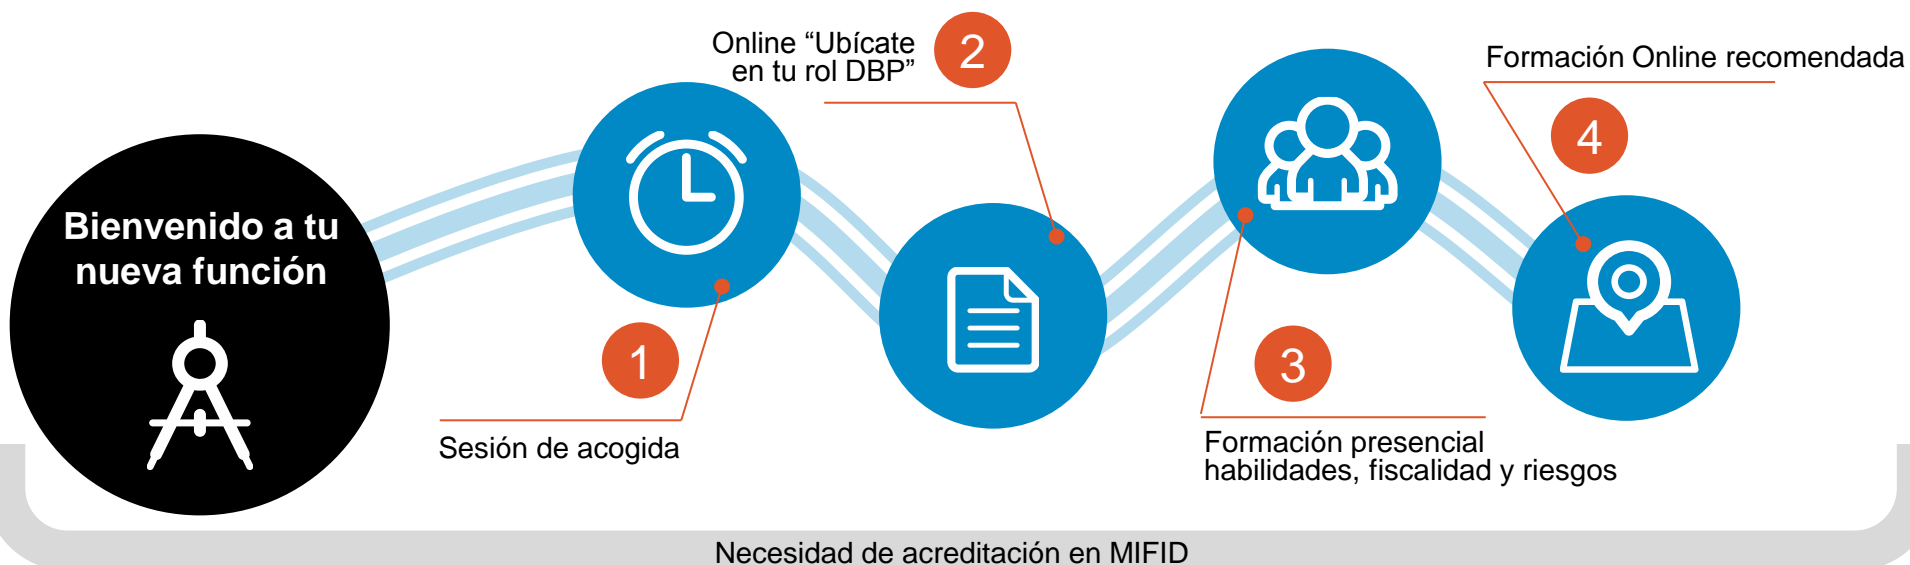 Bienvenido a tu
nueva función
1
Sesión de acogida
Online “Ubícate
en tu rol DBP”
2
3
Formación presencial
habilidades, fiscalidad y riesgos
Formación Online recomendada
4
Necesidad de acreditación en MIFID